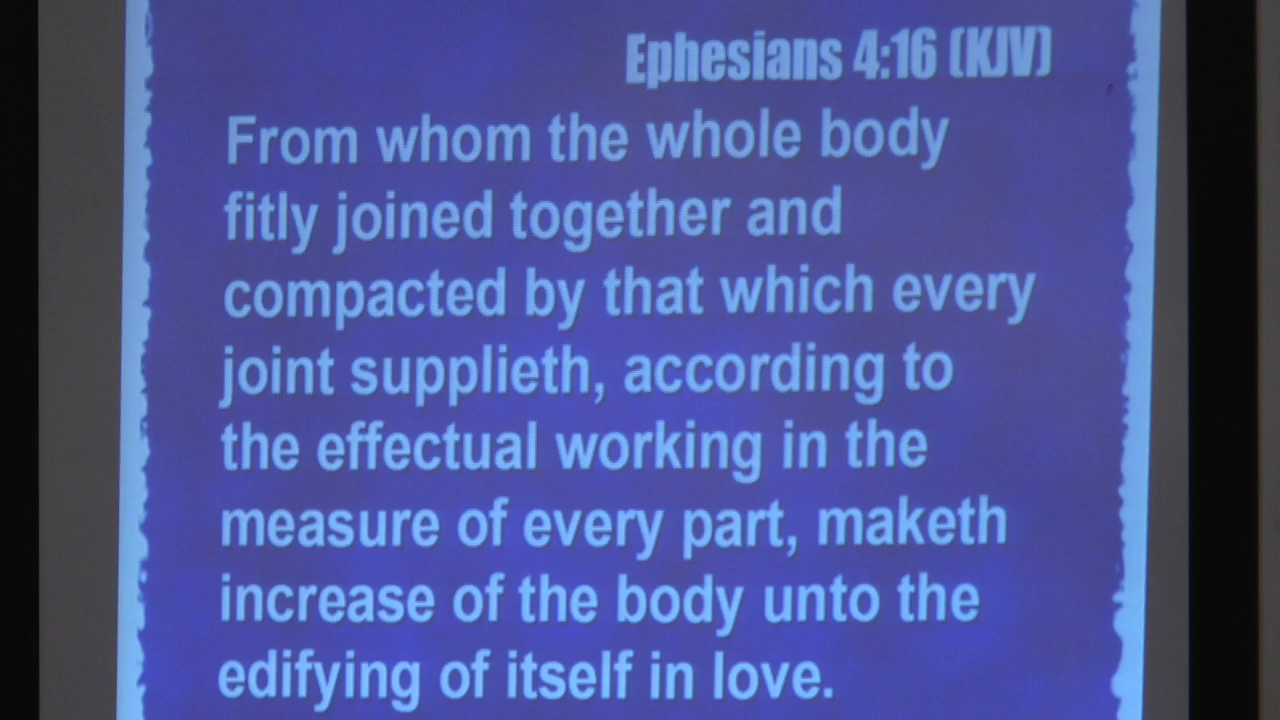 Ephesians 4:16 (KJV)
From whom the whole body
fitly joined together and
compacted by that which every
joint supplieth, according to
the effectual working in the
measure of every part, maketh
increase of the body unto the
edifying of itself in love.